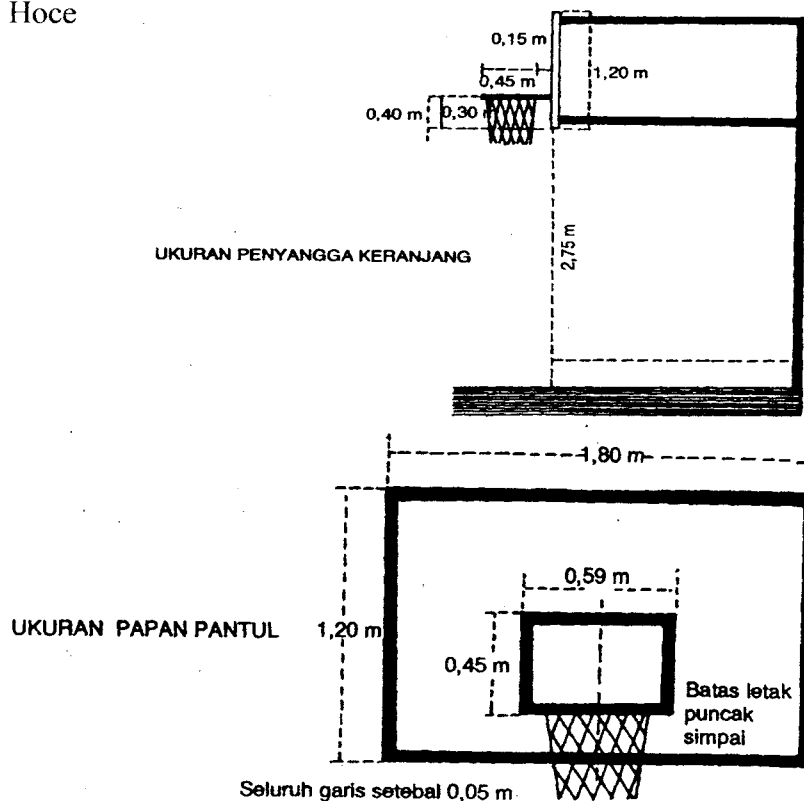 Hoce
0,15 m
0,45 m
1,20 m
0,40 m
0,30 m
UKURAN PENYANGGA KERANJANG
2,75 m
1,80 m
0,59 m
UKURAN PAPAN PANTUL
1,20 m
0,45 m
Batas letak
puncak
simpai
Seluruh garis setebal 0,05 m